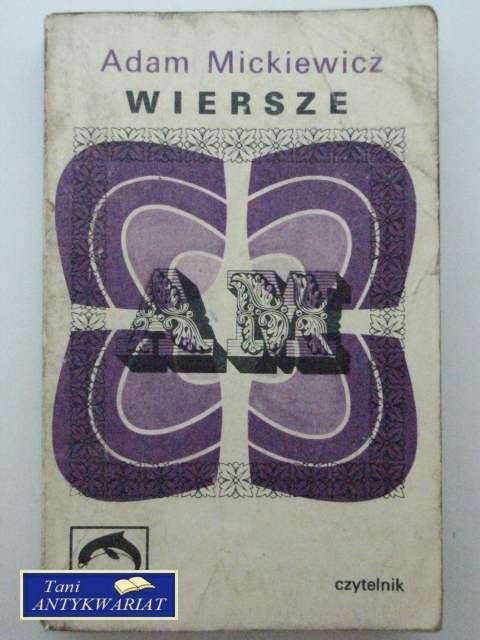 Adam Mickiewicz
WIERSZE
AM
czytelnik
Tani
ANTYKWARIAT